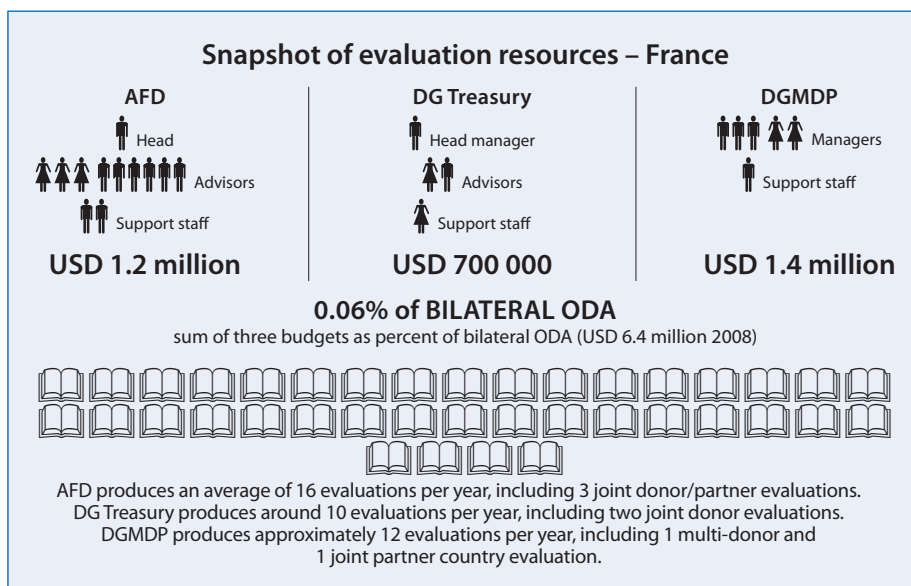 Snapshot of evaluation resources – France
AFD
Head
Advisors
Support staff
USD 1.2 million
DG Treasury
Head manager
Advisors
Support staff
USD 700 000
DGMDP
Managers
Support staff
USD 1.4 million
0.06% of BILATERAL ODA
sum of three budgets as percent of bilateral ODA (USD 6.4 million 2008)
AFD produces an average of 16 evaluations per year, including 3 joint donor/partner evaluations.
DG Treasury produces around 10 evaluations per year, including two joint donor evaluations.
DGMDP produces approximately 12 evaluations per year, including 1 multi-donor and
1 joint partner country evaluation.